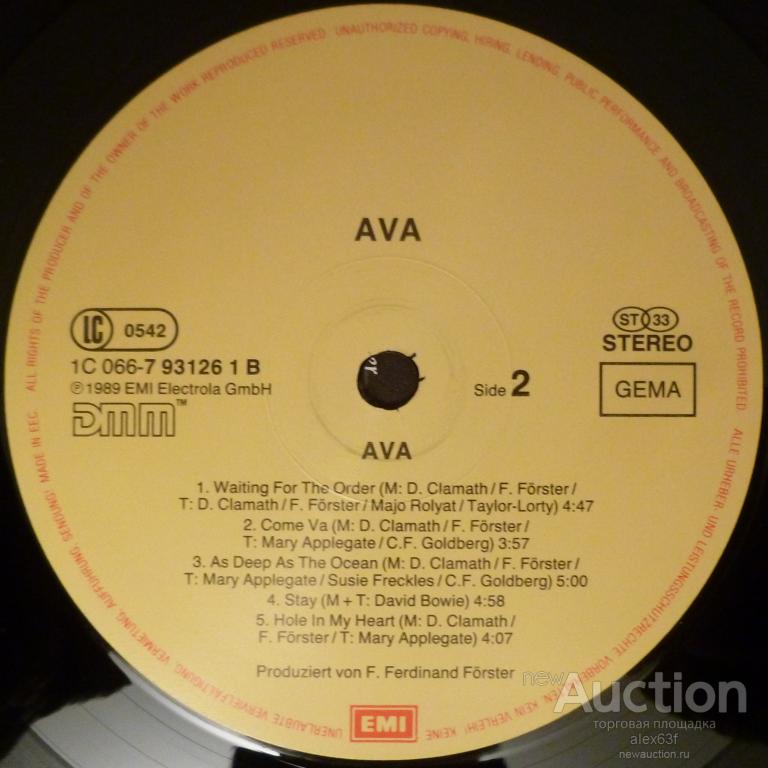 ALL RIGHTS OF THE PRODUCER AND OF THE OWNER OF THE WORK REPRODUCED RESERVED UNAUTHORIZED COPYING, HIRING, LENDING, PUBLIC PERFORMANCE AND BROADCASTING OF THE RECORD PROHIBITED.
AVA
LC 0542
1C 066-7 93126 1 B
℗ 1989 EMI Electrola GmbH
DMM™
ST 33
STEREO
GEMA
Side 2
AVA
1. Waiting For The Order (M: D. Clamath / F. Förster /
T: D. Clamath / F. Förster / Majo Rolyat / Taylor-Lorty) 4:47
2. Come Va (M: D. Clamath / F. Förster /
T: Mary Applegate / C.F. Goldberg) 3:57
3. As Deep As The Ocean (M: D. Clamath / F. Förster /
T: Mary Applegate / Susie Freckles / C.F. Goldberg) 5:00
4. Stay (M + T: David Bowie) 4:58
5. Hole In My Heart (M: D. Clamath /
F. Förster / T: Mary Applegate) 4:07
Produziert von F. Ferdinand Förster
ALLE URHEBER- UND LEISTUNGSSCHUTZRECHTE KEIN VERLEIH! KEINE UNERLAUBTE VERVIELFÄLTIGUNG, VERMIETUNG, AUFFÜHRUNG, SENDUNG! MADE IN EEC.
EMI
newAuction
торговая площадка
alex63f
newauction.ru